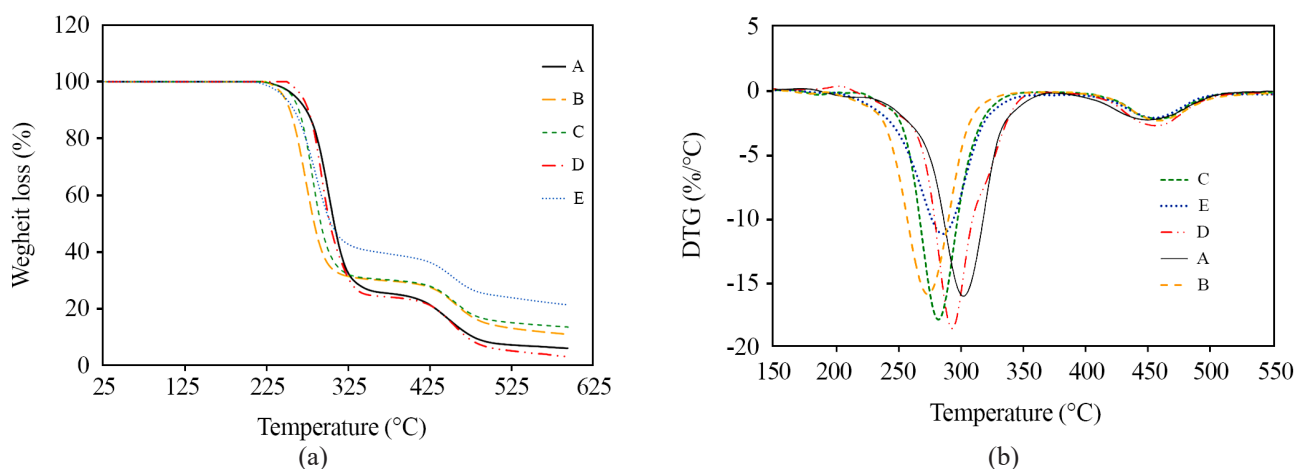 120
100
80
60
40
20
0
25 125 225 325 425 525 625
Wegheit loss (%)
Temperature (°C)
A
B
C
D
E
(a)
5
0
-5
-10
-15
-20
150 200 250 300 350 400 450 500 550
DTG (%/°C)
Temperature (°C)
C
E
D
A
B
(b)